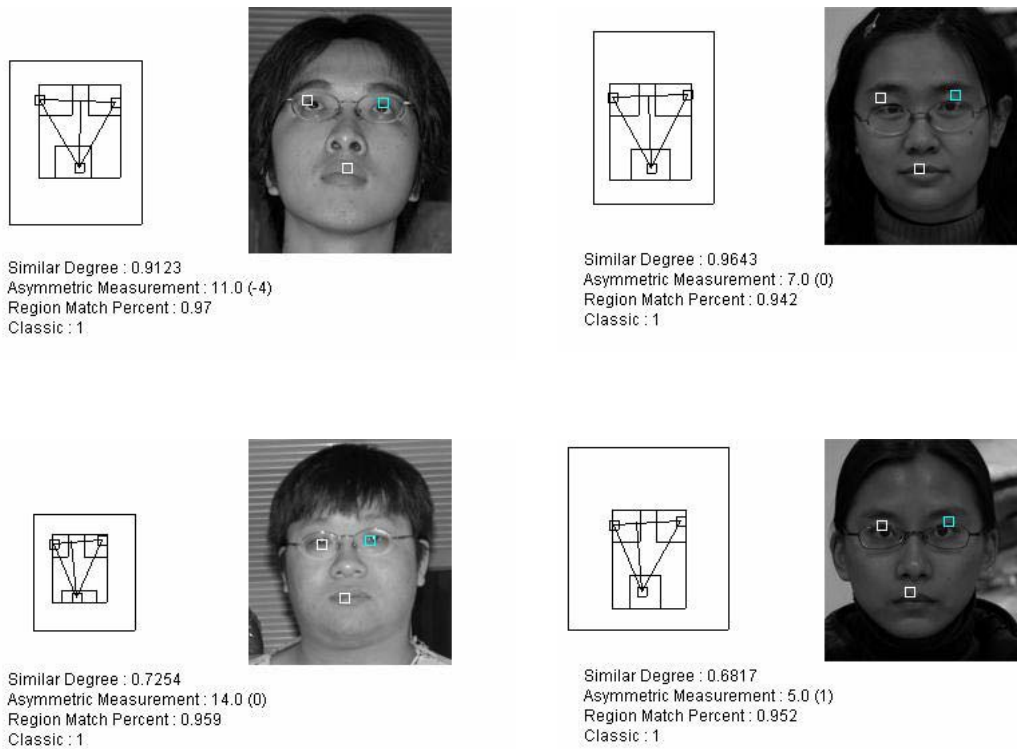 Similar Degree : 0.9123
Asymmetric Measurement : 11.0 (-4)
Region Match Percent : 0.97
Classic : 1
Similar Degree : 0.9643
Asymmetric Measurement : 7.0 (0)
Region Match Percent : 0.942
Classic : 1
Similar Degree : 0.7254
Asymmetric Measurement : 14.0 (0)
Region Match Percent : 0.959
Classic : 1
Similar Degree : 0.6817
Asymmetric Measurement : 5.0 (1)
Region Match Percent : 0.952
Classic : 1